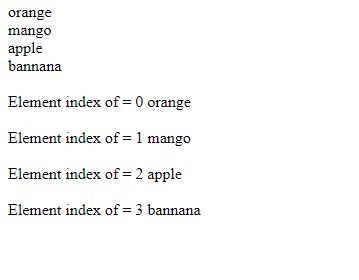 orange
mango
apple
bannana
Element index of = 0 orange
Element index of = 1 mango
Element index of = 2 apple
Element index of = 3 bannana